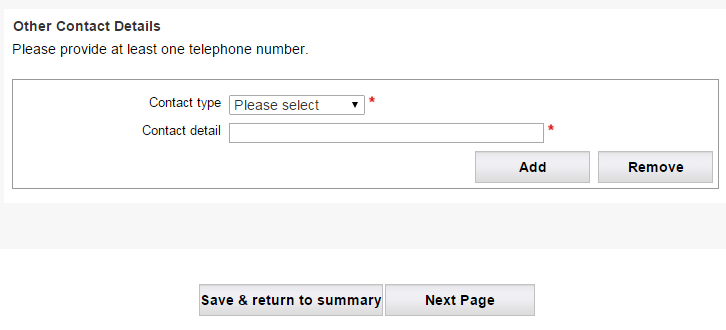 Other Contact Details
Please provide at least one telephone number.
Contact type Please select ▼ *
Contact detail *
Add Remove
Save & return to summary Next Page